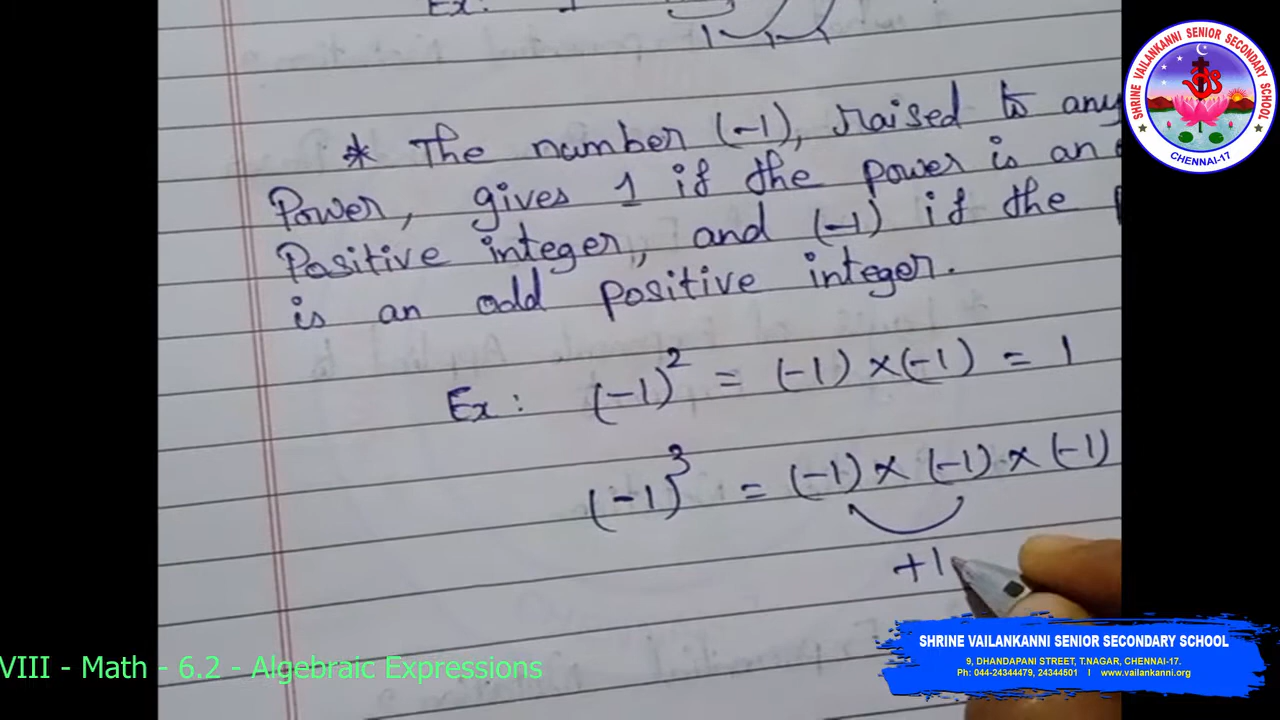 Ex:
* The number (-1), raised to any
Power, gives 1 if the power is an
Positive integer, and (-1) if the
is an odd positive integer.
Ex: (-1)² = (-1) × (-1) = 1
(-1)³ = (-1) × (-1) × (-1)
+1
SHRINE VAILANKANNI SENIOR SECONDARY SCHOOL
CHENNAI-17
VIII - Math - 6.2 - Algebraic Expressions
SHRINE VAILANKANNI SENIOR SECONDARY SCHOOL
9, DHANDAPANI STREET, T.NAGAR, CHENNAI-17.
Ph: 044-24344479, 24344501 I www.vailankanni.org